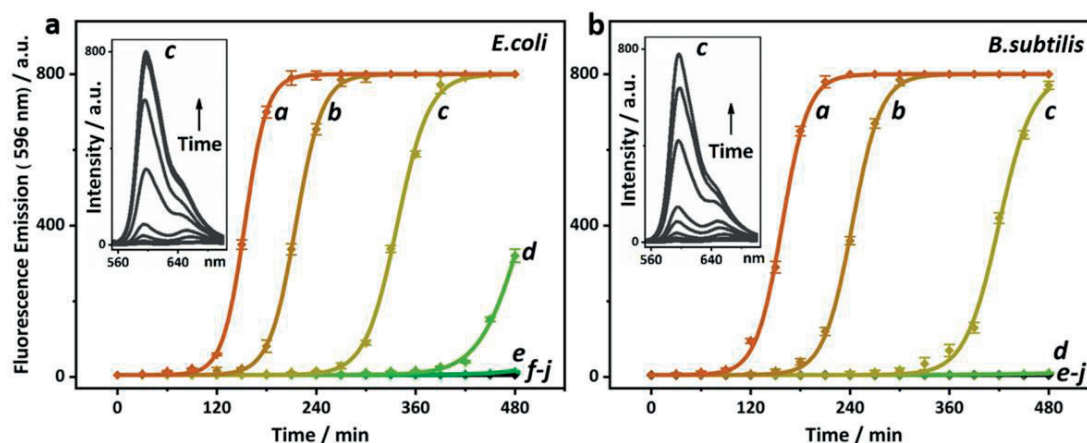 a
E.coli
Fluorescence Emission ( 596 nm) / a.u.
800
400
0
Intensity / a.u.
800
0
c
Time
560
640
nm
a
b
c
d
e
f-j
0
120
240
360
480
Time / min
b
B.subtilis
800
400
0
Intensity / a.u.
800
0
c
Time
560
640
nm
a
b
c
d
e-j
0
120
240
360
480
Time / min